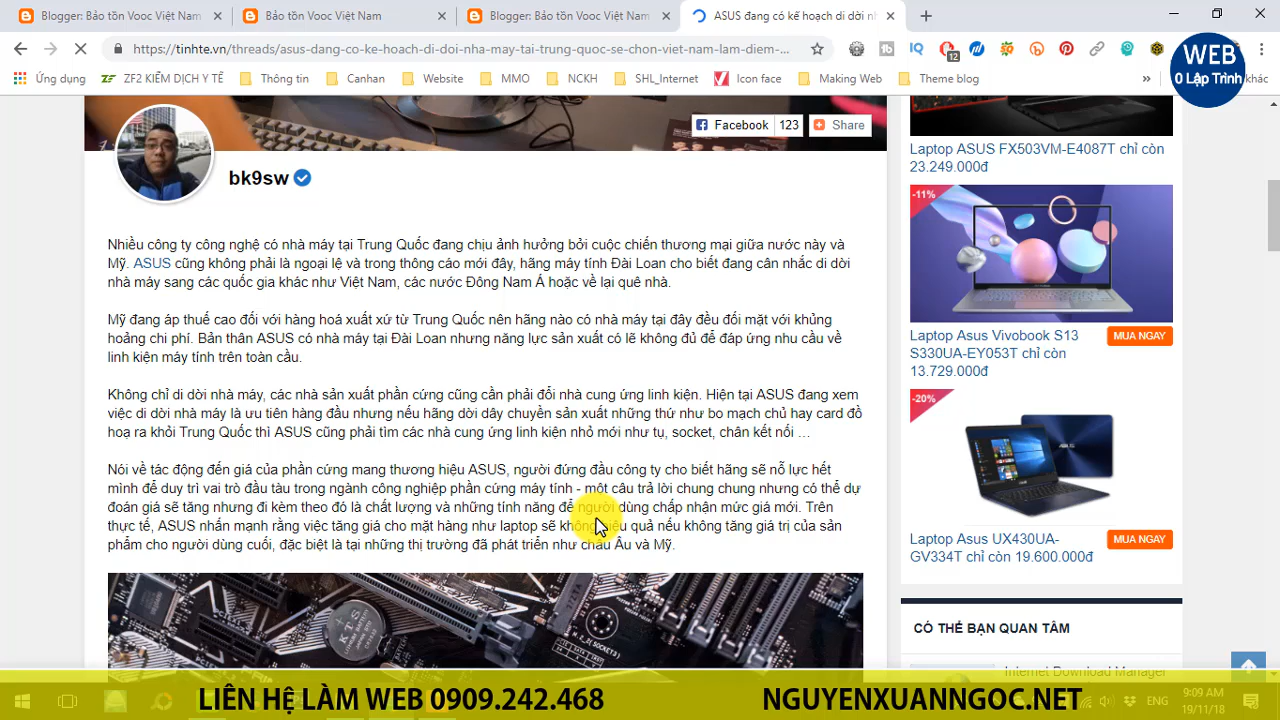 Blogger: Bảo tồn Vooc Việt Nam
Bảo tồn Vooc Việt Nam
Blogger: Bảo tồn Vooc Việt Nam
ASUS đang có kế hoạch di dời nh
https://tinhte.vn/threads/asus-dang-co-ke-hoach-di-doi-nha-may-tai-trung-quoc-se-chon-viet-nam-lam-diem-...
12
Ứng dụng
ZF2 KIỂM DỊCH Y TẾ
Thông tin
Canhan
Website
MMO
NCKH
SHL_Internet
Icon face
Making Web
Theme blog
»
khác
WEB
0 Lập Trình
Facebook 123
Share
bk9sw
Nhiều công ty công nghệ có nhà máy tại Trung Quốc đang chịu ảnh hưởng bởi cuộc chiến thương mại giữa nước này và
Mỹ. ASUS cũng không phải là ngoại lệ và trong thông cáo mới đây, hãng máy tính Đài Loan cho biết đang cân nhắc di dời
nhà máy sang các quốc gia khác như Việt Nam, các nước Đông Nam Á hoặc về lại quê nhà.
Mỹ đang áp thuế cao đối với hàng hoá xuất xứ từ Trung Quốc nên hãng nào có nhà máy tại đây đều đối mặt với khủng
hoảng chi phí. Bản thân ASUS có nhà máy tại Đài Loan nhưng năng lực sản xuất có lẽ không đủ để đáp ứng nhu cầu về
linh kiện máy tính trên toàn cầu.
Không chỉ di dời nhà máy, các nhà sản xuất phần cứng cũng cần phải đổi nhà cung ứng linh kiện. Hiện tại ASUS đang xem
việc di dời nhà máy là ưu tiên hàng đầu nhưng nếu hãng dời dây chuyền sản xuất những thứ như bo mạch chủ hay card đồ
hoạ ra khỏi Trung Quốc thì ASUS cũng phải tìm các nhà cung ứng linh kiện nhỏ mới như tụ, socket, chân kết nối …
Nói về tác động đến giá của phần cứng mang thương hiệu ASUS, người đứng đầu công ty cho biết hãng sẽ nỗ lực hết
mình để duy trì vai trò đầu tàu trong ngành công nghiệp phần cứng máy tính - một câu trả lời chung chung nhưng có thể dự
đoán giá sẽ tăng nhưng đi kèm theo đó là chất lượng và những tính năng để người dùng chấp nhận mức giá mới. Trên
thực tế, ASUS nhấn mạnh rằng việc tăng giá cho mặt hàng như laptop sẽ không hiệu quả nếu không tăng giá trị của sản
phẩm cho người dùng cuối, đặc biệt là tại những thị trường đã phát triển như châu Âu và Mỹ.
Laptop ASUS FX503VM-E4087T chỉ còn
23.249.000đ
-11%
Laptop Asus Vivobook S13
S330UA-EY053T chỉ còn
13.729.000đ
MUA NGAY
-20%
Laptop Asus UX430UA-
GV334T chỉ còn 19.600.000đ
MUA NGAY
CÓ THỂ BẠN QUAN TÂM
Internet Download Manager
LIÊN HỆ LÀM WEB 0909.242.468
NGUYENXUANNGOC.NET
ENG
9:09 AM
19/11/18